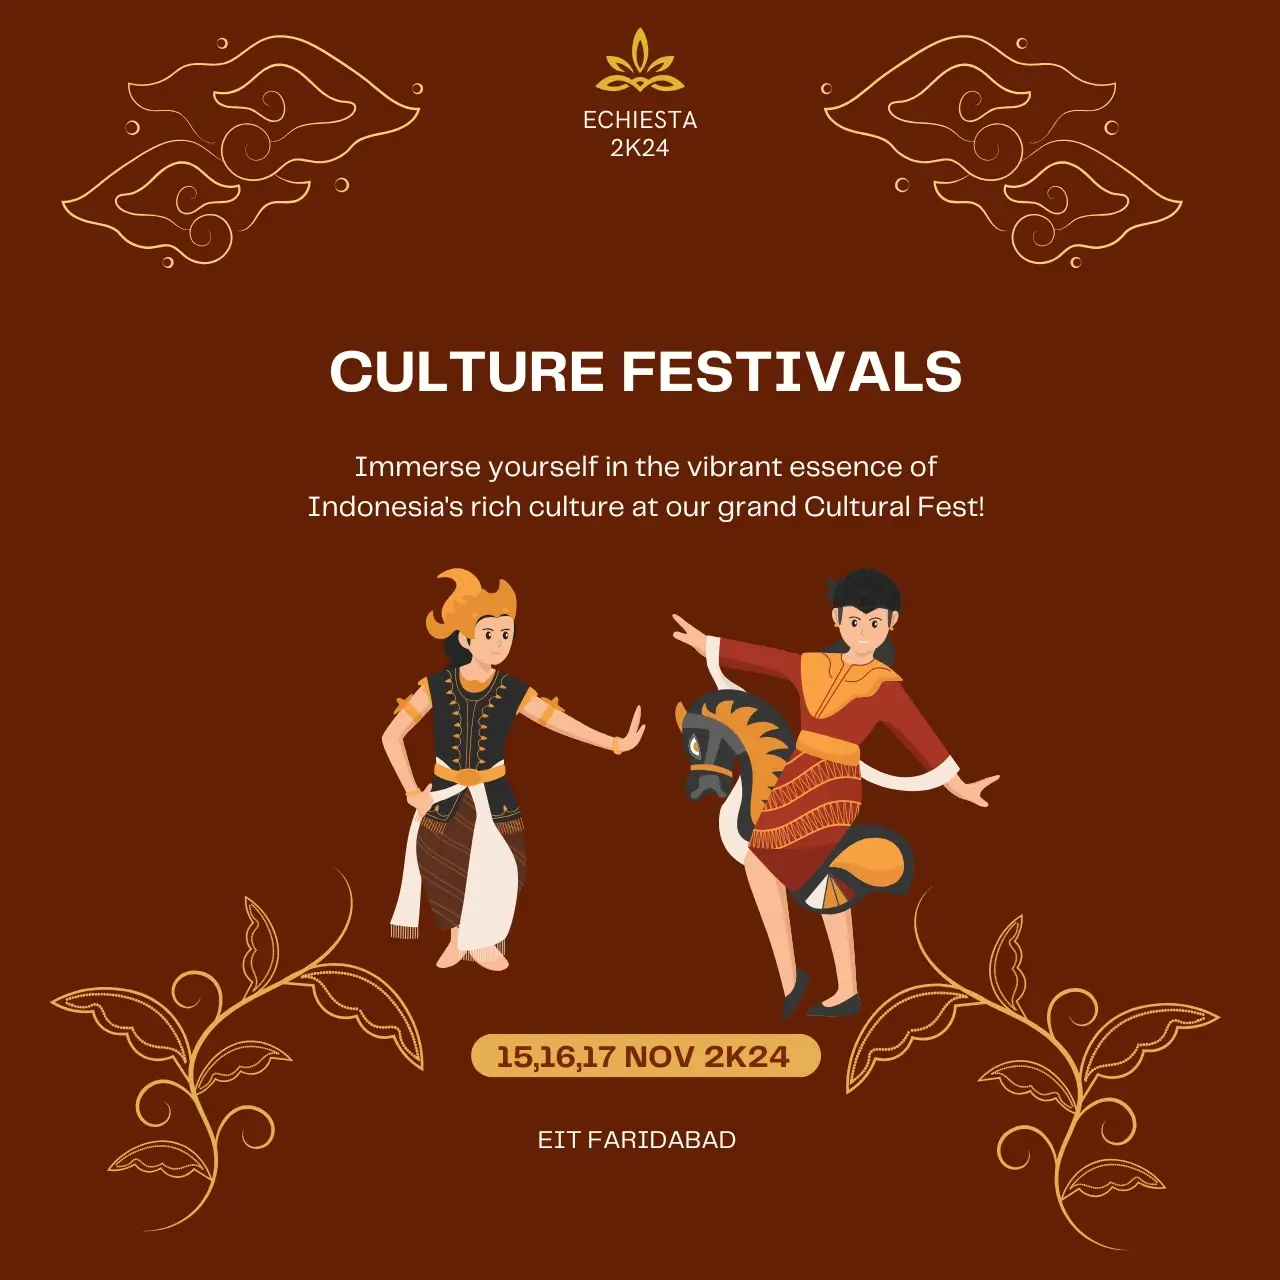 ECHIESTA
2K24
CULTURE FESTIVALS
Immerse yourself in the vibrant essence of
Indonesia's rich culture at our grand Cultural Fest!
15,16,17 NOV 2K24
EIT FARIDABAD